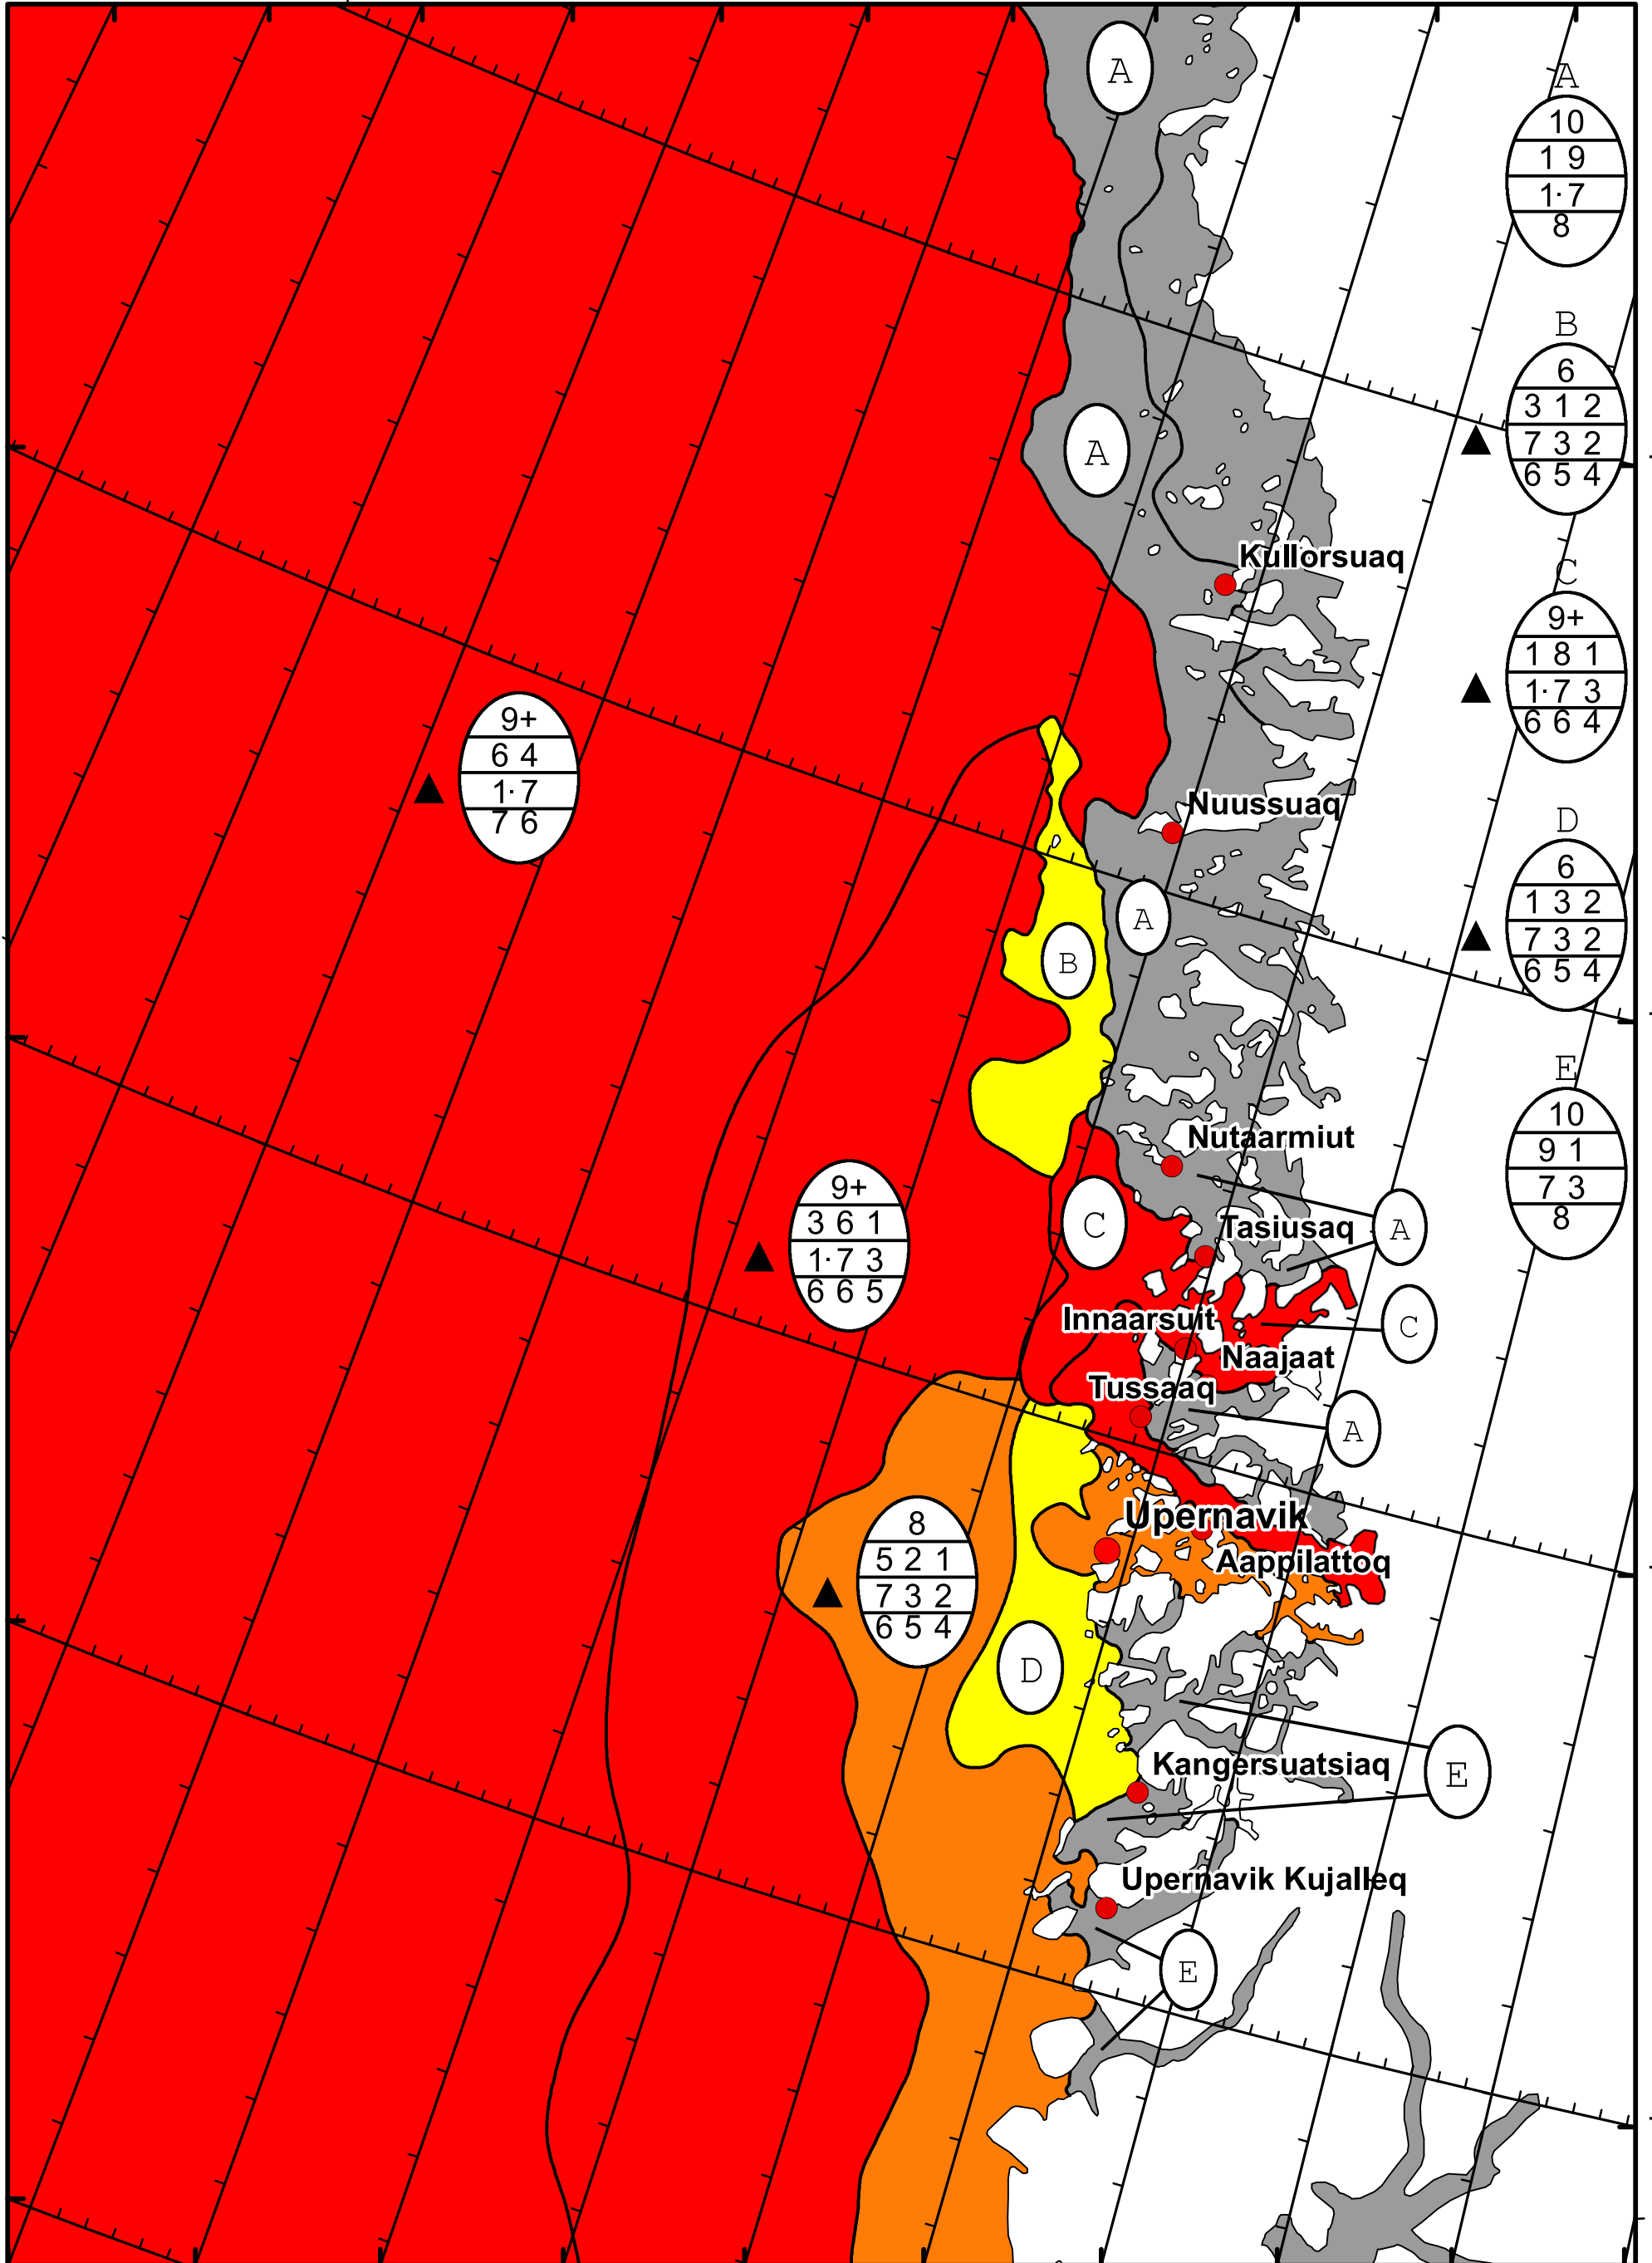 A
A
10
1 9
1· 7
8
B
6
3 1 2
7 3 2
6 5 4
A
Kullorsuaq
C
9+
1 8 1
1· 7 3
6 6 4
9+
6 4
1· 7
7 6
Nuussuaq
D
6
1 3 2
7 3 2
6 5 4
A
B
E
10
9 1
7 3
8
Nutaarmiut
9+
3 6 1
1· 7 3
6 6 5
C
Tasiusaq
A
Innaarsuit
C
Naajaat
Tussaaq
A
8
5 2 1
7 3 2
6 5 4
Upernavik
Aappilattoq
D
Kangersuatsiaq
E
Upernavik Kujalleq
E